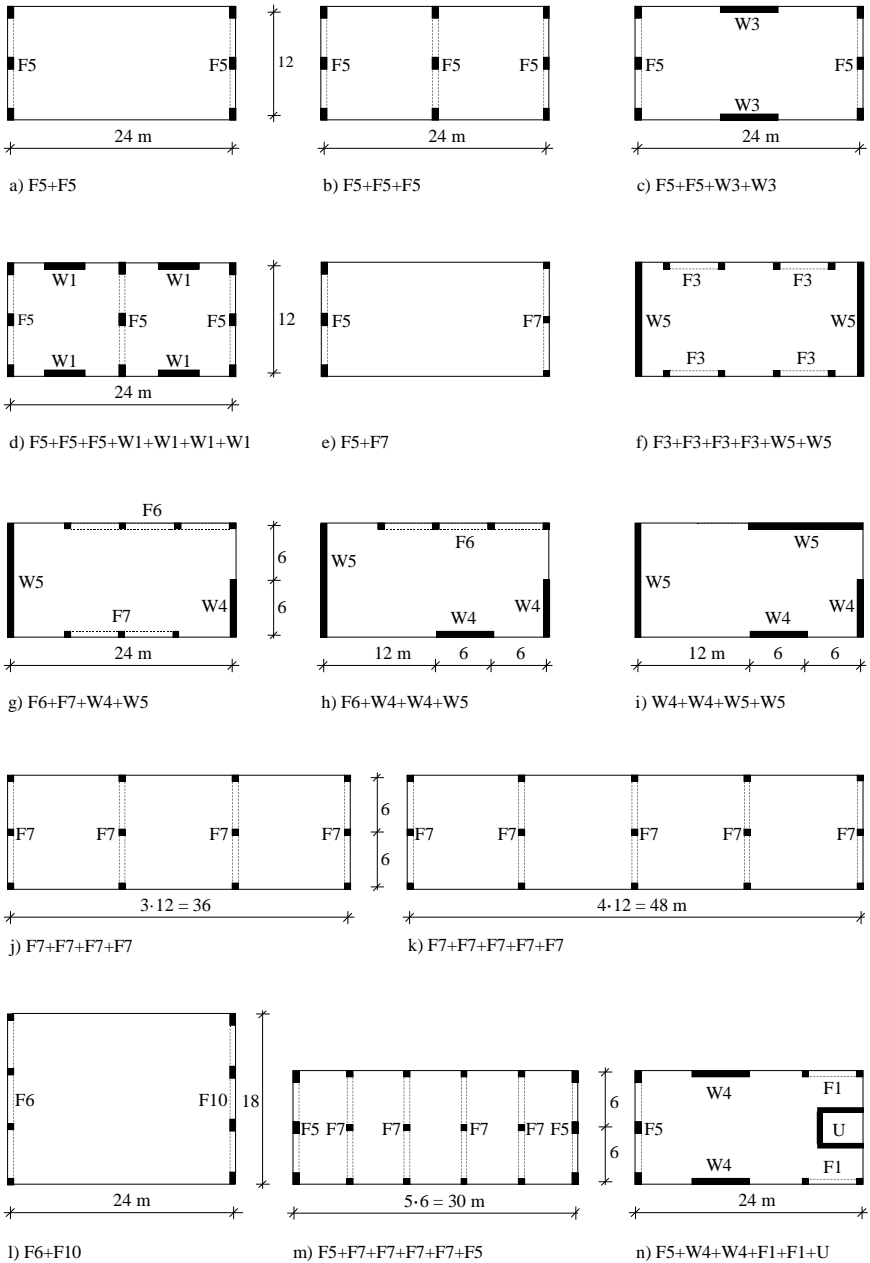 W3
F5 F5 12 F5 F5 F5 F5 F5
W3
24 m 24 m 24 m
a) F5+F5 b) F5+F5+F5 c) F5+F5+W3+W3
W1 W1 F3 F3
F5 F5 F5 12 F5 F7 W5 W5
W1 W1 F3 F3
24 m
d) F5+F5+F5+W1+W1+W1+W1 e) F5+F7 f) F3+F3+F3+F3+W5+W5
F6
F6 W5
6 W5
W5 W5
W4 6 W4 W4
F7 W4 W4
24 m 12 m 6 6 12 m 6 6
g) F6+F7+W4+W5 h) F6+W4+W4+W5 i) W4+W4+W5+W5
6
F7 F7 F7 F7 F7 F7 F7 F7 F7
6
3·12 = 36 4·12 = 48 m
j) F7+F7+F7+F7 k) F7+F7+F7+F7+F7
F1
W4
F6 F10 18 6
F5 F7 F7 F7 F7 F5 F5 U
6
W4 F1
24 m 5·6 = 30 m 24 m
l) F6+F10 m) F5+F7+F7+F7+F7+F5 n) F5+W4+W4+F1+F1+U